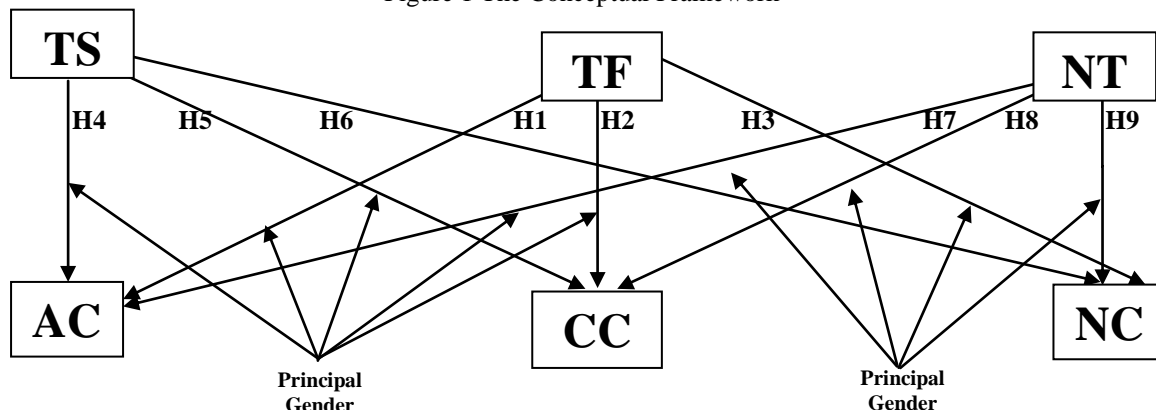 Figure 1 The Conceptual Framework
TS TF NT
H4 H5 H6 H1 H2 H3 H7 H8 H9
AC CC NC
Principal
Gender
Principal
Gender